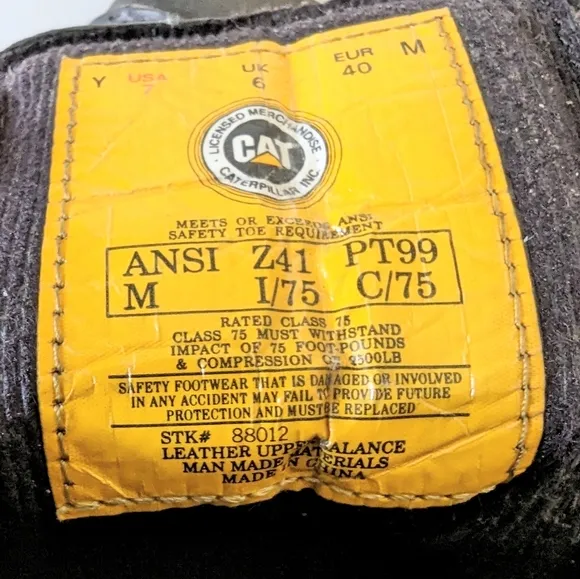 Y USA UK EUR M
7 6 40
LICENSED MERCHANDISE
CAT
CATERPILLAR INC.
MEETS OR EXCEEDS ANSI
SAFETY TOE REQUIREMENT
ANSI Z41 PT99
M I/75 C/75
RATED CLASS 75
CLASS 75 MUST WITHSTAND
IMPACT OF 75 FOOT-POUNDS
& COMPRESSION OF 2500LB
SAFETY FOOTWEAR THAT IS DAMAGED OR INVOLVED
IN ANY ACCIDENT MAY FAIL TO PROVIDE FUTURE
PROTECTION AND MUST BE REPLACED
STK# 88012
LEATHER UPPER BALANCE
MAN MADE MATERIALS
MADE IN CHINA